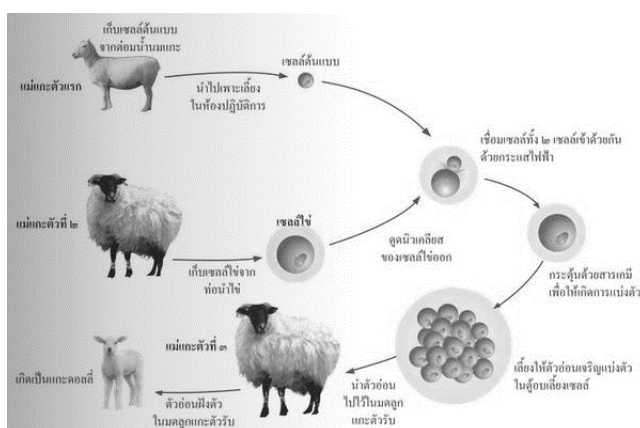 เก็บเซลล์ต้นแบบ
จากต่อมน้ำนมแกะ
เซลล์ต้นแบบ
แม่แกะตัวแรก
นำไปเพาะเลี้ยง
ในห้องปฏิบัติการ
เชื่อมเซลล์ทั้ง ๒ เซลล์เข้าด้วยกัน
ด้วยกระแสไฟฟ้า
แม่แกะตัวที่ ๒
เซลล์ไข่
เก็บเซลล์ไข่จาก
ท่อนำไข่
ดูดนิวเคลียส
ของเซลล์ไข่ออก
กระตุ้นด้วยสารเคมี
เพื่อให้เกิดการแบ่งตัว
แม่แกะตัวที่ ๓
เลี้ยงให้ตัวอ่อนเจริญแบ่งตัว
ในตู้อบเลี้ยงเซลล์
เกิดเป็นแกะดอลลี่
ตัวอ่อนฝังตัว
ในมดลูกแกะตัวรับ
นำตัวอ่อน
ไปไว้ในมดลูก
แกะตัวรับ